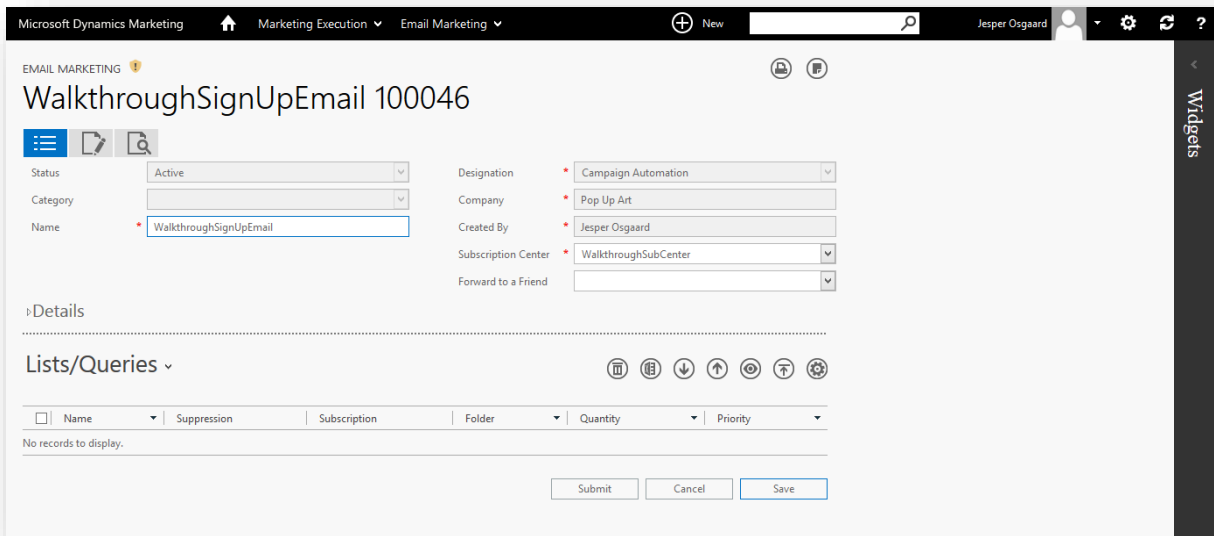 Microsoft Dynamics Marketing Marketing Execution Email Marketing New Jesper Osgaard ?
EMAIL MARKETING
WalkthroughSignUpEmail 100046
Widgets
Status Active Designation * Campaign Automation
Category Company * Pop Up Art
Name * WalkthroughSignUpEmail Created By * Jesper Osgaard
Subscription Center * WalkthroughSubCenter
Forward to a Friend
Details
Lists/Queries
Name Suppression Subscription Folder Quantity Priority
No records to display.
Submit Cancel Save